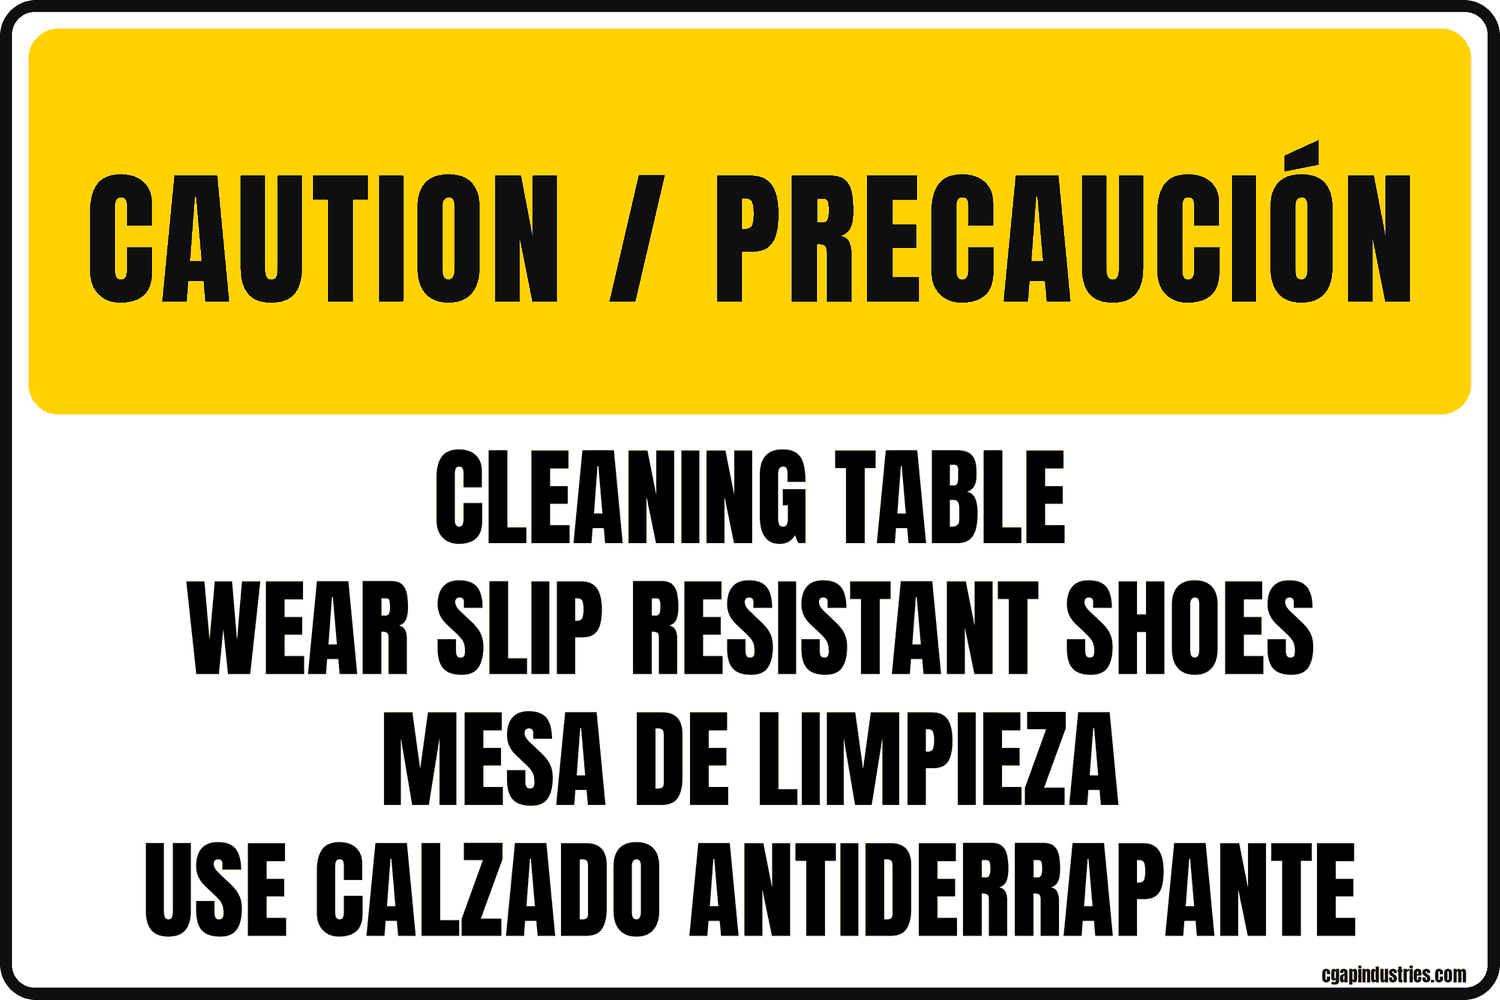 CAUTION / PRECAUCIÓN
CLEANING TABLE
WEAR SLIP RESISTANT SHOES
MESA DE LIMPIEZA
USE CALZADO ANTIDERRAPANTE
cgapindustries.com